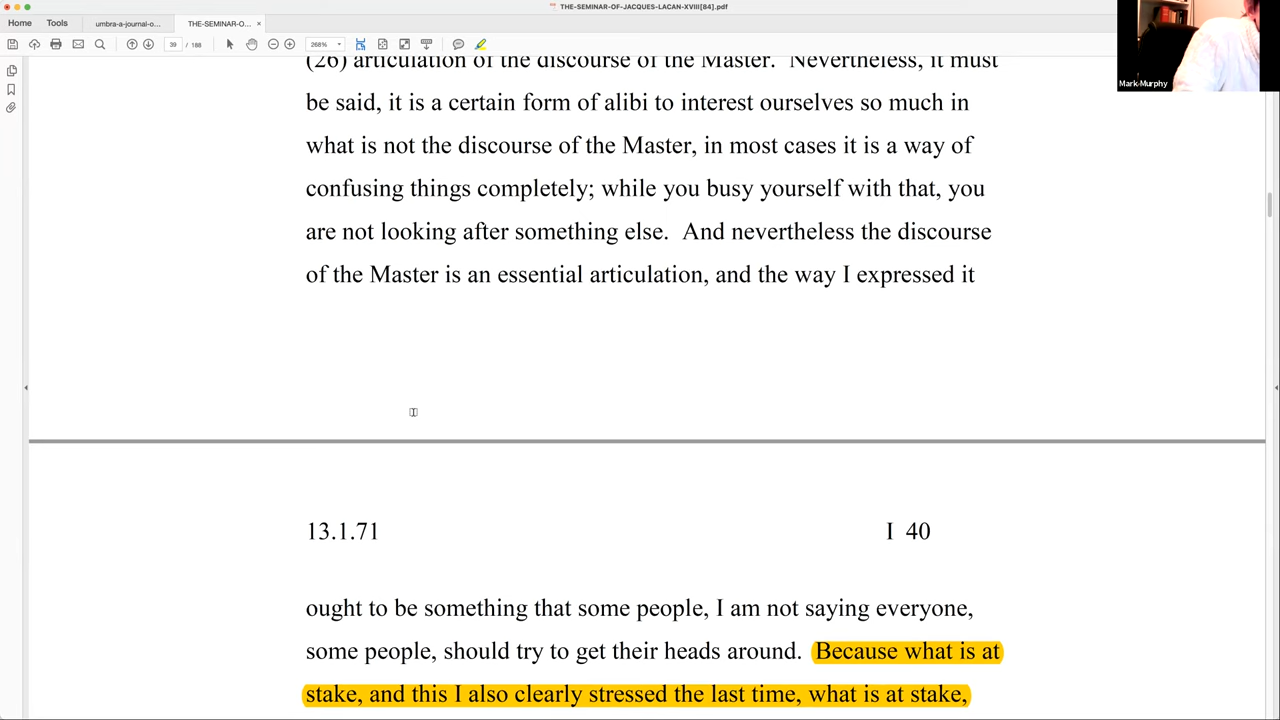 THE-SEMINAR-OF-JACQUES-LACAN-XVIII[84].pdf
Home Tools umbra-a-journal-o... THE-SEMINAR-O... ×
39 / 188 268%
Mark Murphy
(26) articulation of the discourse of the Master. Nevertheless, it must
be said, it is a certain form of alibi to interest ourselves so much in
what is not the discourse of the Master, in most cases it is a way of
confusing things completely; while you busy yourself with that, you
are not looking after something else. And nevertheless the discourse
of the Master is an essential articulation, and the way I expressed it
13.1.71 I 40
ought to be something that some people, I am not saying everyone,
some people, should try to get their heads around. Because what is at
stake, and this I also clearly stressed the last time, what is at stake,